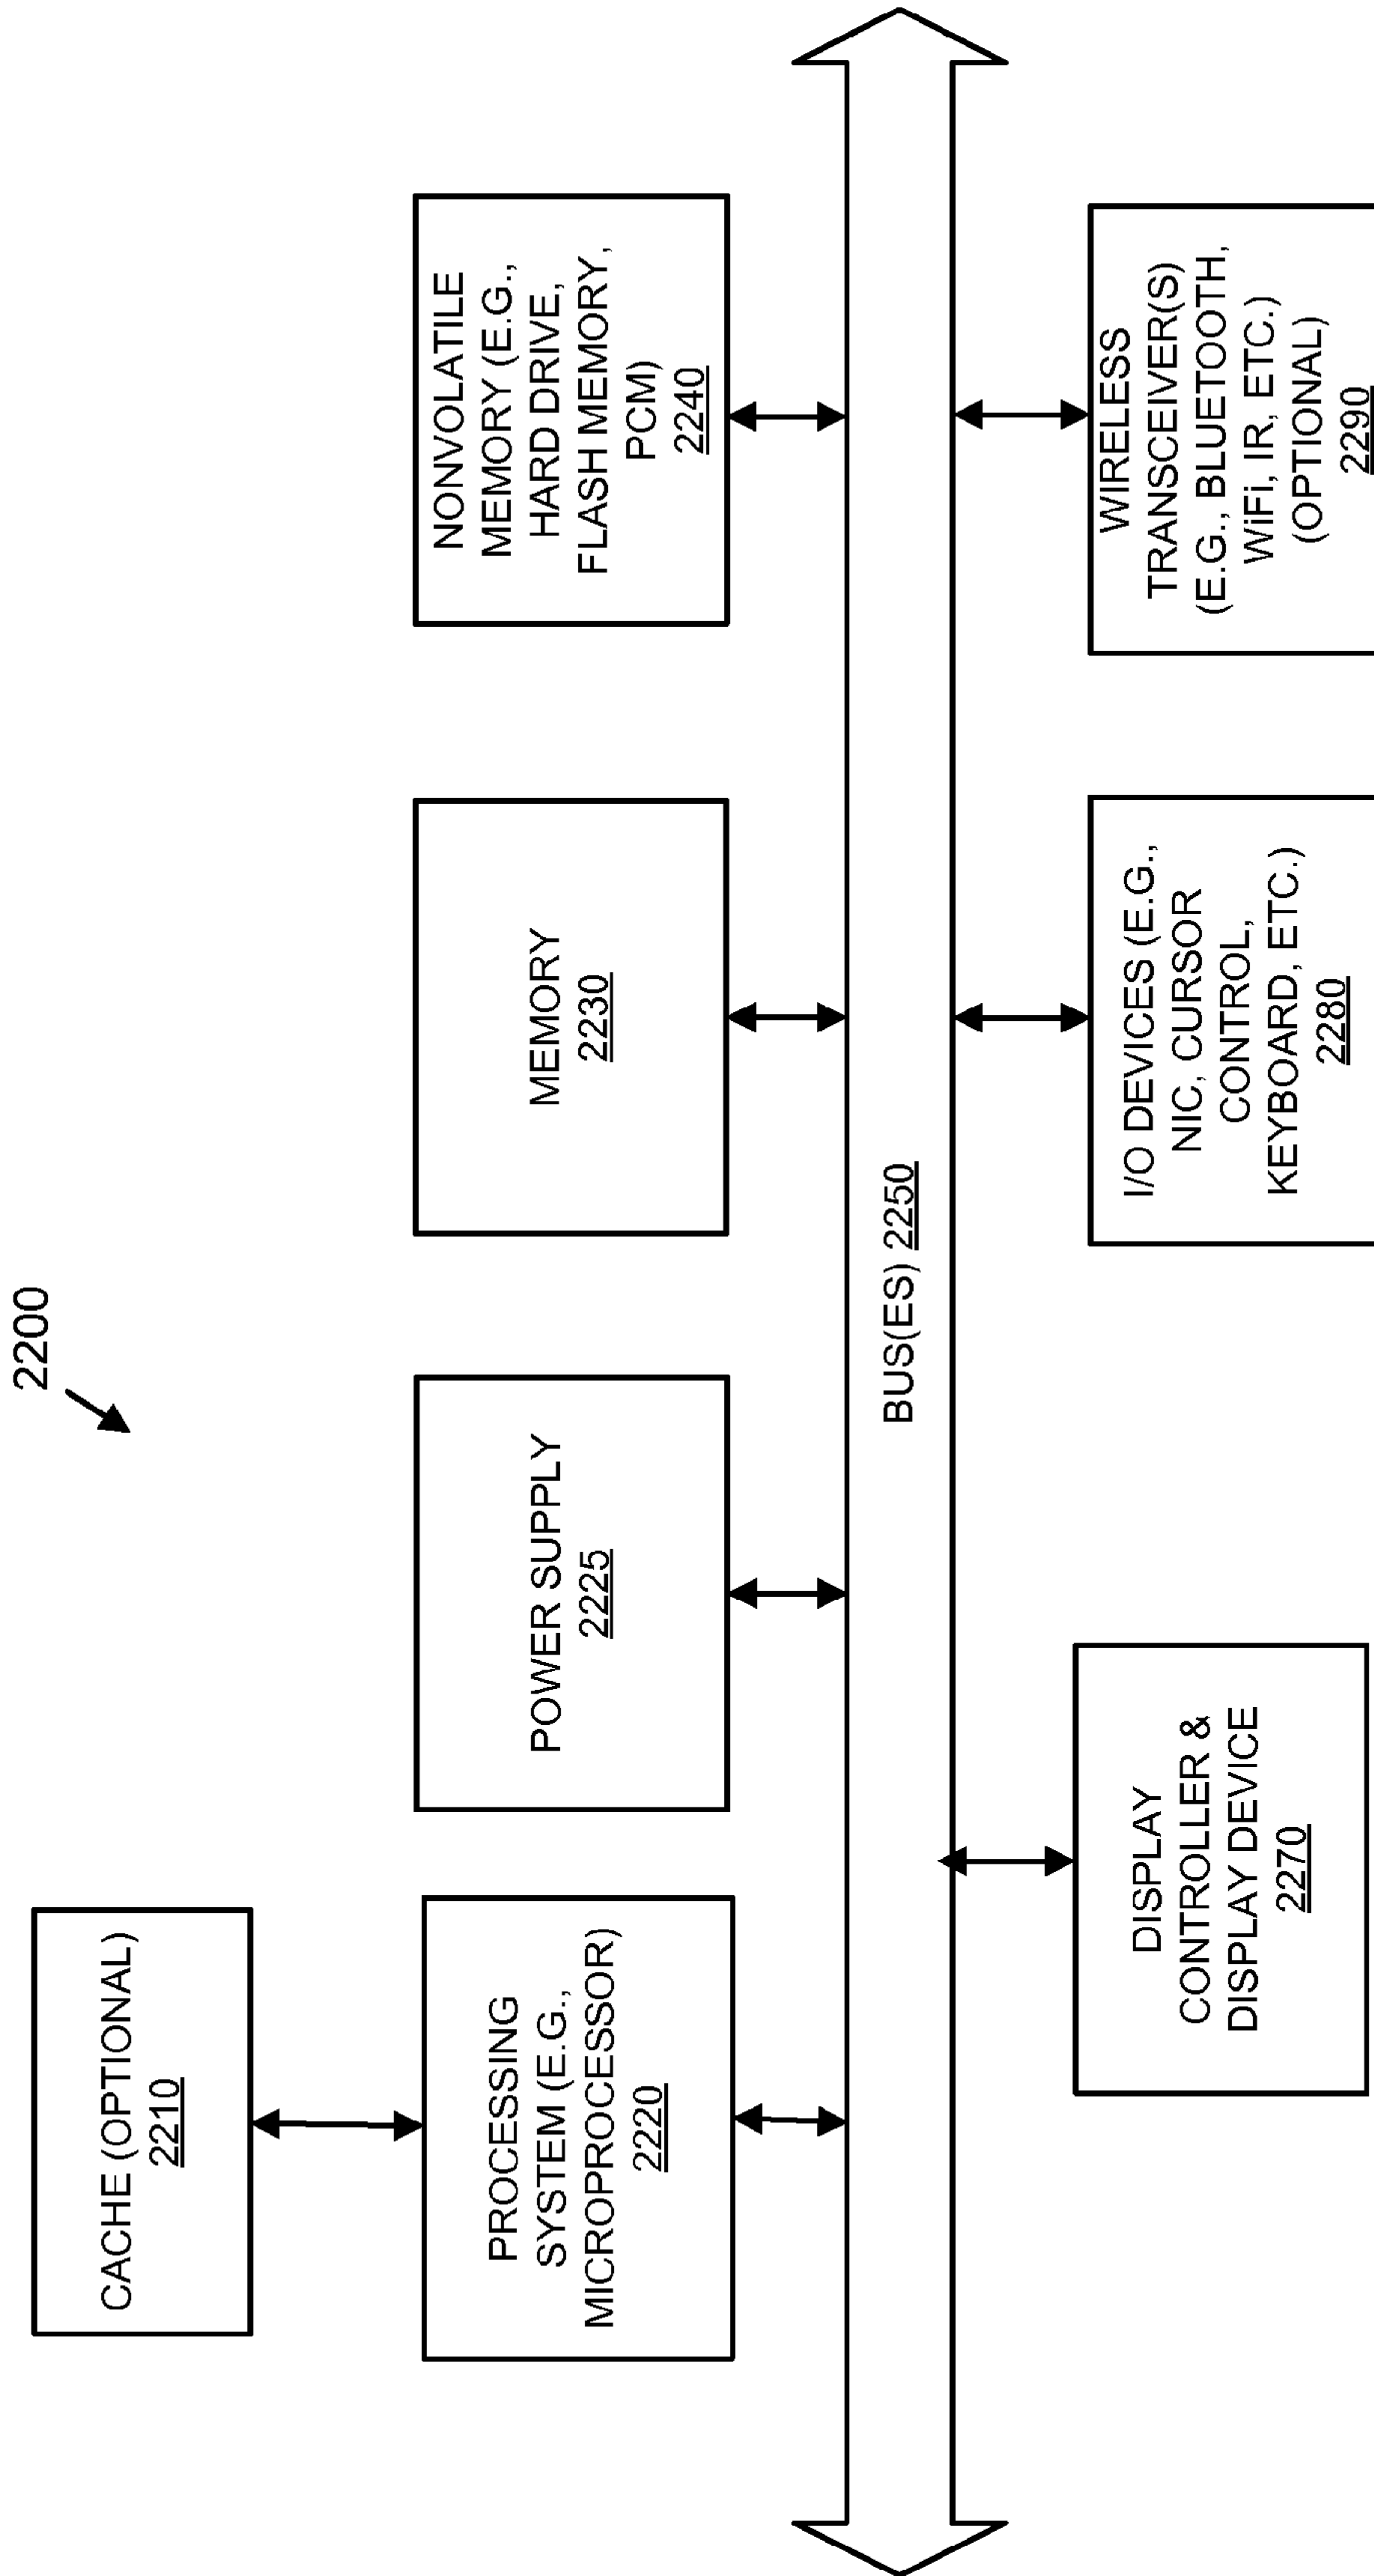 2200
CACHE (OPTIONAL)
2210
PROCESSING
SYSTEM (E.G.,
MICROPROCESSOR)
2220
POWER SUPPLY
2225
MEMORY
2230
NONVOLATILE
MEMORY (E.G.,
HARD DRIVE,
FLASH MEMORY,
PCM)
2240
BUS(ES) 2250
DISPLAY
CONTROLLER &
DISPLAY DEVICE
2270
I/O DEVICES (E.G.,
NIC, CURSOR
CONTROL,
KEYBOARD, ETC.)
2280
WIRELESS
TRANSCEIVER(S)
(E.G., BLUETOOTH,
WiFi, IR, ETC.)
(OPTIONAL)
2290